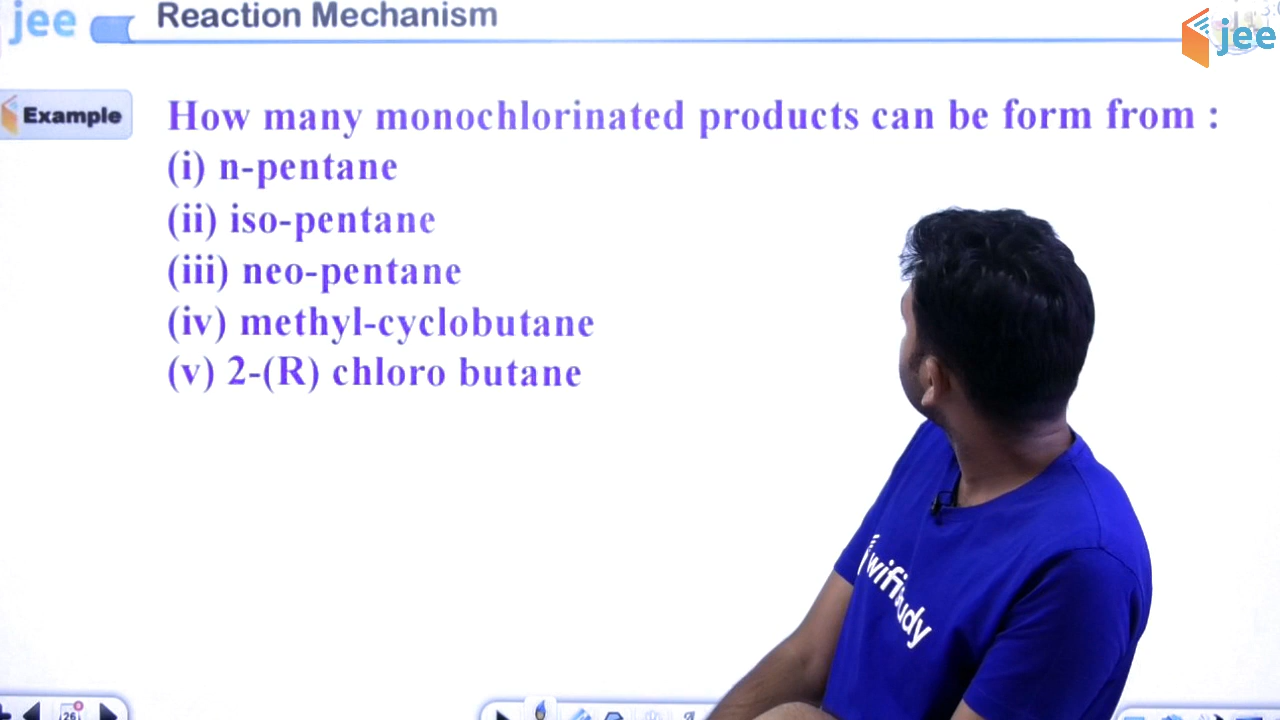 jee
Reaction Mechanism
jee
Example
How many monochlorinated products can be form from :
(i) n-pentane
(ii) iso-pentane
(iii) neo-pentane
(iv) methyl-cyclobutane
(v) 2-(R) chloro butane
wifistudy
26